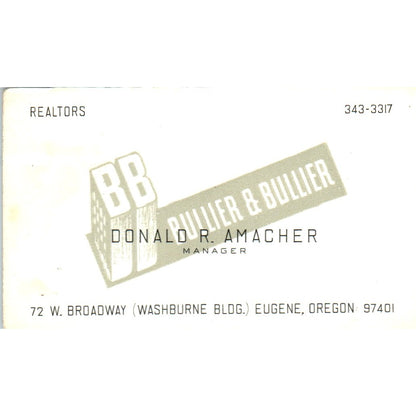 REALTORS 343-3317
BB
BULLIER & BULLIER
DONALD R. AMACHER
MANAGER
72 W. BROADWAY (WASHBURNE BLDG.) EUGENE, OREGON 97401